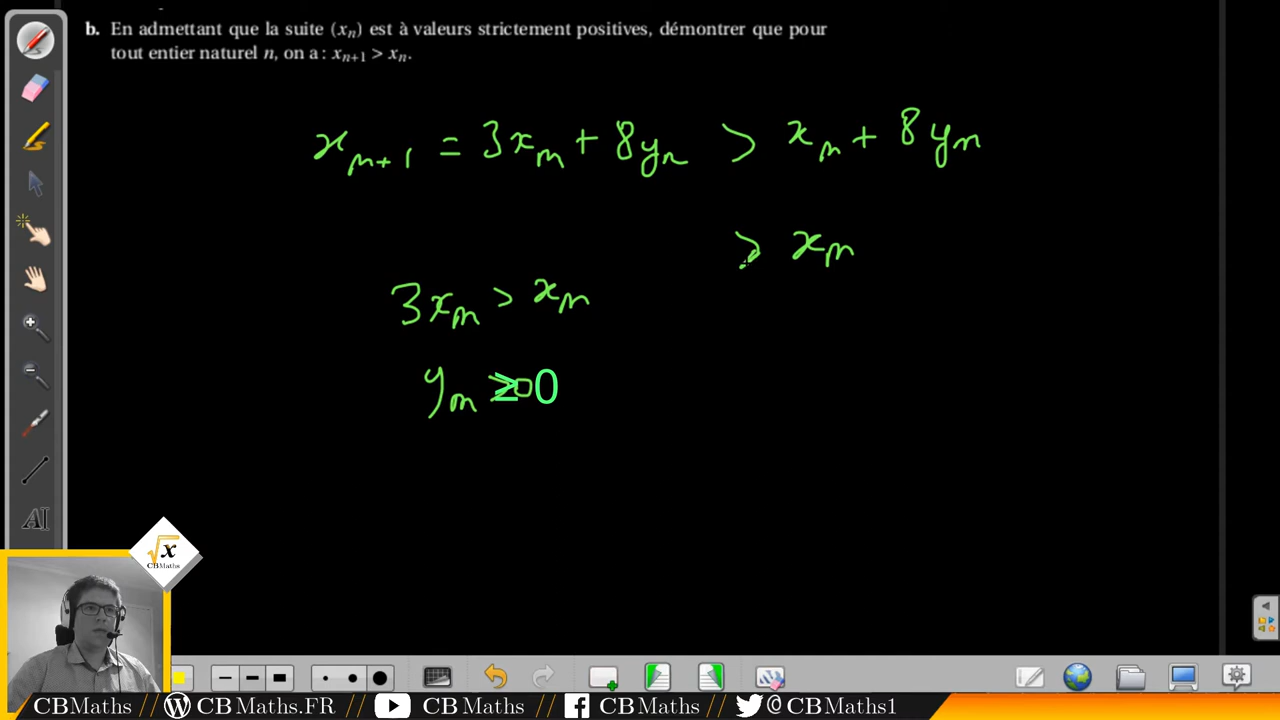 b. En admettant que la suite (xₙ) est à valeurs strictement positives, démontrer que pour
tout entier naturel n, on a : xₙ₊₁ > xₙ.
xₙ₊₁ = 3xₙ + 8yₙ > xₙ + 8yₙ
> xₙ
3xₙ > xₙ
yₙ ≥ 0
AI
√x
CBMaths
CBMaths
CBMaths.FR
CBMaths
CBMaths
@CBMaths1